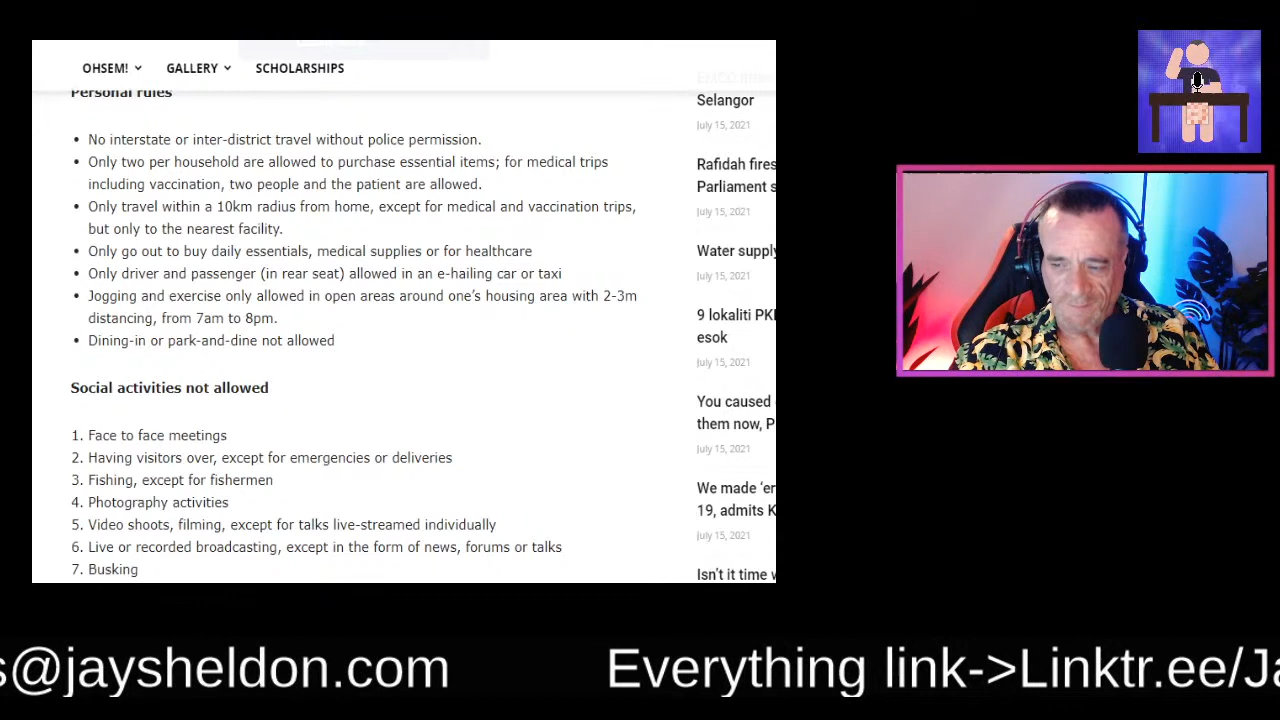 OHSEM! GALLERY SCHOLARSHIPS
Personal rules
• No interstate or inter-district travel without police permission.
• Only two per household are allowed to purchase essential items; for medical trips
including vaccination, two people and the patient are allowed.
• Only travel within a 10km radius from home, except for medical and vaccination trips,
but only to the nearest facility.
• Only go out to buy daily essentials, medical supplies or for healthcare
• Only driver and passenger (in rear seat) allowed in an e-hailing car or taxi
• Jogging and exercise only allowed in open areas around one’s housing area with 2-3m
distancing, from 7am to 8pm.
• Dining-in or park-and-dine not allowed
Social activities not allowed
1. Face to face meetings
2. Having visitors over, except for emergencies or deliveries
3. Fishing, except for fishermen
4. Photography activities
5. Video shoots, filming, except for talks live-streamed individually
6. Live or recorded broadcasting, except in the form of news, forums or talks
7. Busking
Selangor
July 15, 2021
Rafidah fires
Parliament s
July 15, 2021
Water supply
July 15, 2021
9 lokaliti PK
esok
July 15, 2021
You caused
them now, P
July 15, 2021
We made ‘er
19, admits K
July 15, 2021
Isn’t it time w
s@jaysheldon.com Everything link->Linktr.ee/Ja